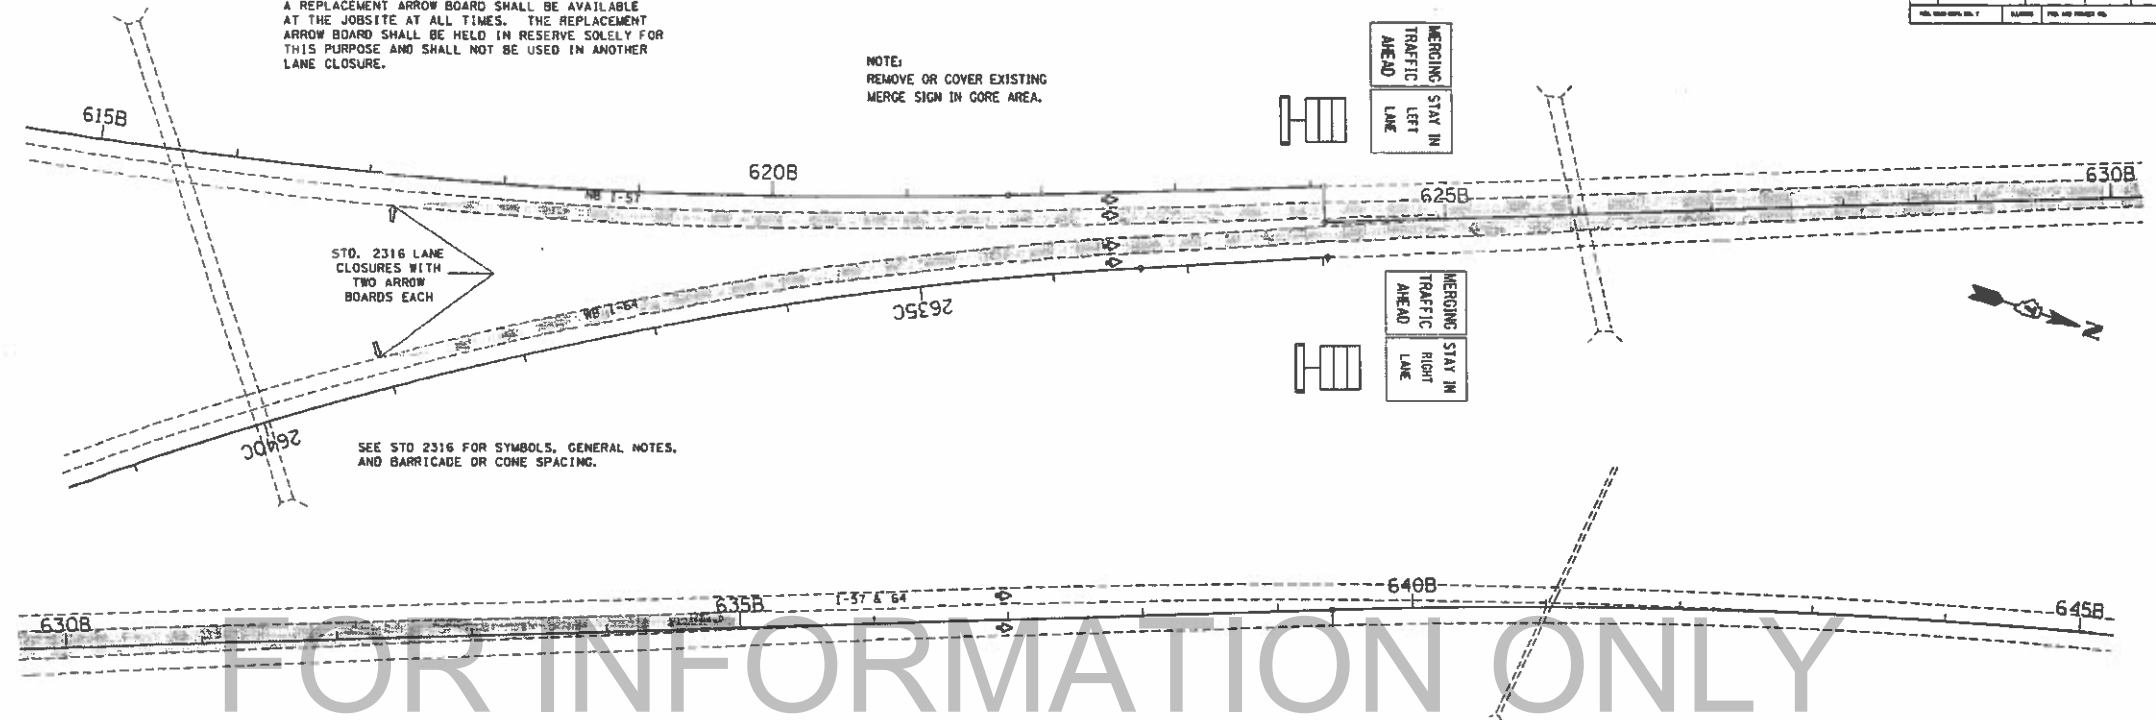 A REPLACEMENT ARROW BOARD SHALL BE AVAILABLE
AT THE JOBSITE AT ALL TIMES. THE REPLACEMENT
ARROW BOARD SHALL BE HELD IN RESERVE SOLELY FOR
THIS PURPOSE AND SHALL NOT BE USED IN ANOTHER
LANE CLOSURE.
NOTE:
REMOVE OR COVER EXISTING
MERGE SIGN IN GORE AREA.
MERGING
TRAFFIC
AHEAD
STAY IN
LEFT
LANE
615B
620B
625B
630B
NB I-57
STD. 2316 LANE
CLOSURES WITH
TWO ARROW
BOARDS EACH
WB I-64
2635C
2640C
MERGING
TRAFFIC
AHEAD
STAY IN
RIGHT
LANE
N
SEE STD 2316 FOR SYMBOLS, GENERAL NOTES,
AND BARRICADE OR CONE SPACING.
630B
635B
I-57 & 64
640B
645B
FOR INFORMATION ONLY